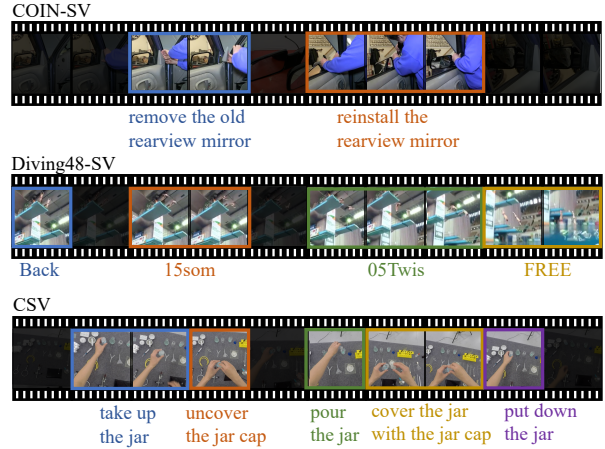 COIN-SV
remove the old
rearview mirror
reinstall the
rearview mirror
Diving48-SV
Back
15som
05Twis
FREE
CSV
take up
the jar
uncover
the jar cap
pour
the jar
cover the jar
with the jar cap
put down
the jar